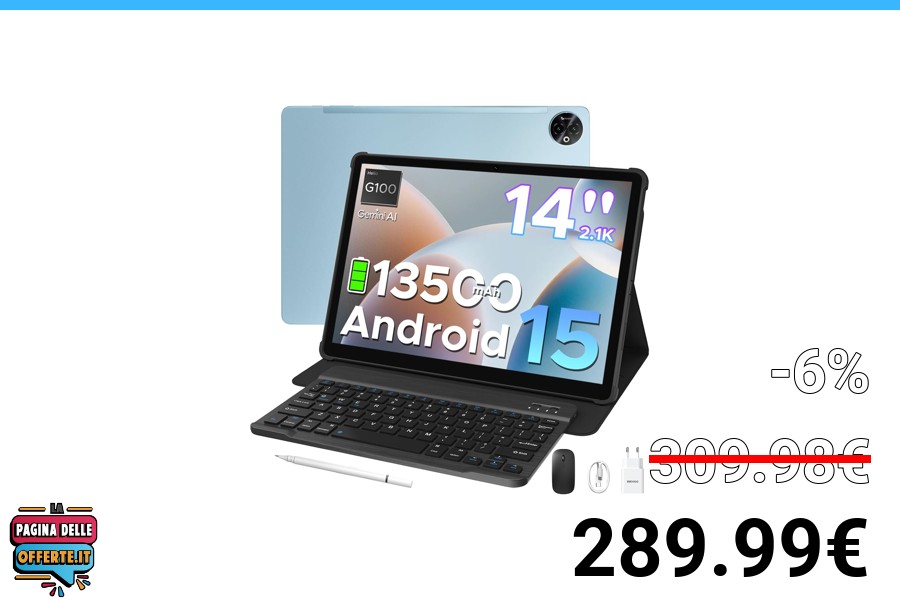 Helio
G100
Gemini AI
14"
2.1K
13500
mAh
Android 15
-6%
309.98€
289.99€
LA
PAGINA DELLE
OFFERTE.IT